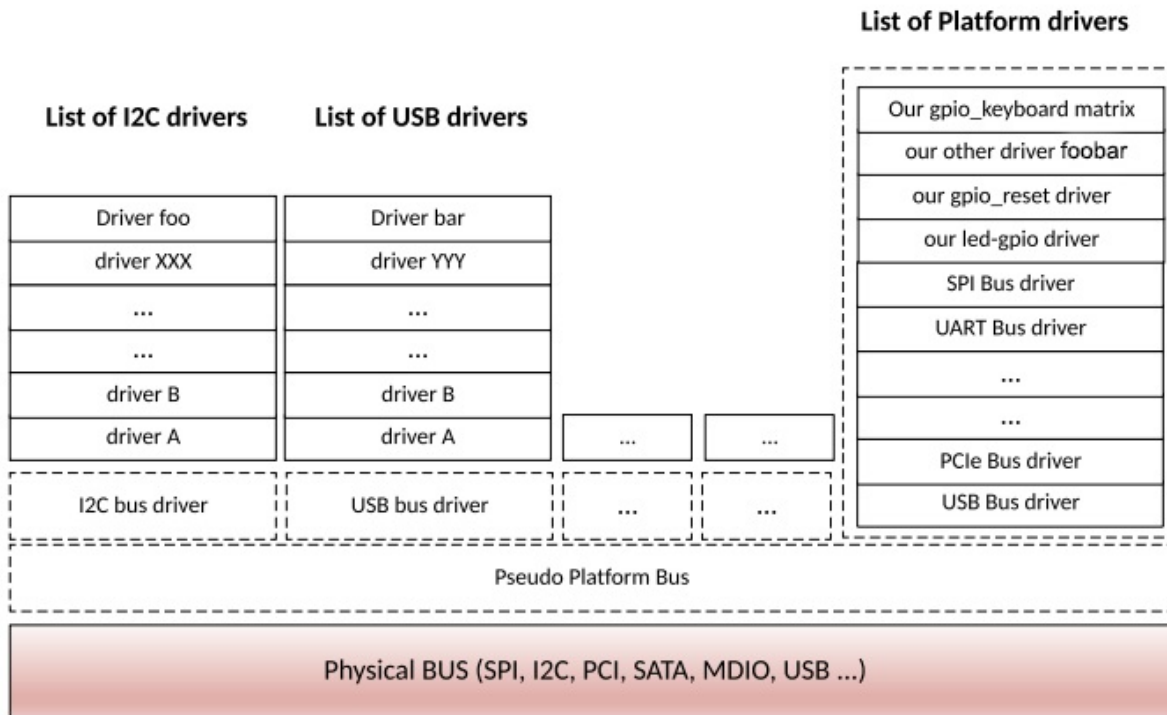 List of Platform drivers
List of I2C drivers
List of USB drivers
Our gpio_keyboard matrix
our other driver foobar
our gpio_reset driver
our led-gpio driver
SPI Bus driver
UART Bus driver
...
...
PCIe Bus driver
USB Bus driver
Driver foo
driver XXX
...
...
driver B
driver A
I2C bus driver
Driver bar
driver YYY
...
...
driver B
driver A
USB bus driver
...
...
...
...
Pseudo Platform Bus
Physical BUS (SPI, I2C, PCI, SATA, MDIO, USB ...)